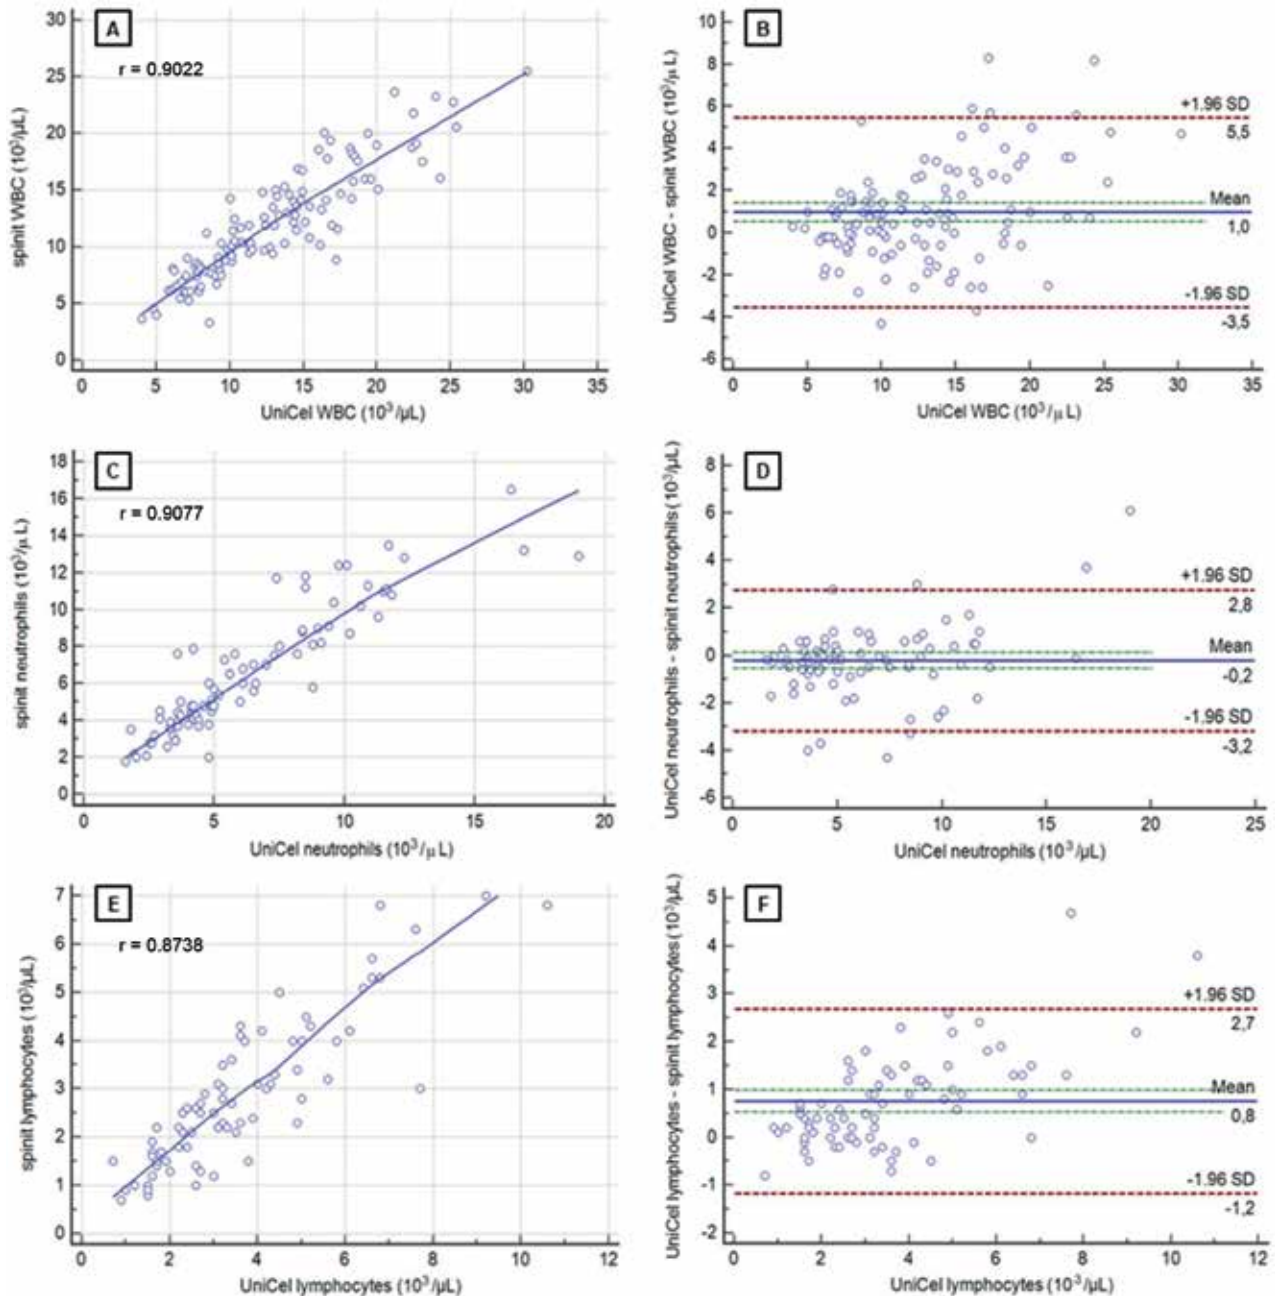 A
r = 0.9022
spinit WBC (10³/µL)
30
25
20
15
10
5
0
0 5 10 15 20 25 30 35
UniCel WBC (10³/µL)
B
UniCel WBC - spinit WBC (10³/µ L)
10
8
6
4
2
0
-2
-4
-6
+1.96 SD
5,5
Mean
1,0
-1.96 SD
-3,5
0 5 10 15 20 25 30 35
UniCel WBC (10³/µ L)
C
r = 0.9077
spinit neutrophils (10³/µ L)
18
16
14
12
10
8
6
4
2
0
0 5 10 15 20
UniCel neutrophils (10³/µ L)
D
UniCel neutrophils - spinit neutrophils (10³/µL)
8
6
4
2
0
-2
-4
-6
+1.96 SD
2,8
Mean
-0,2
-1.96 SD
-3,2
0 5 10 15 20 25
UniCel neutrophils (10³/µL)
E
r = 0.8738
spinit lymphocytes (10³/µL)
7
6
5
4
3
2
1
0
0 2 4 6 8 10 12
UniCel lymphocytes (10³/µL)
F
UniCel lymphocytes - spinit lymphocytes (10³/µL)
5
4
3
2
1
0
-1
-2
+1.96 SD
2,7
Mean
0,8
-1.96 SD
-1,2
0 2 4 6 8 10 12
UniCel lymphocytes (10³/µL)